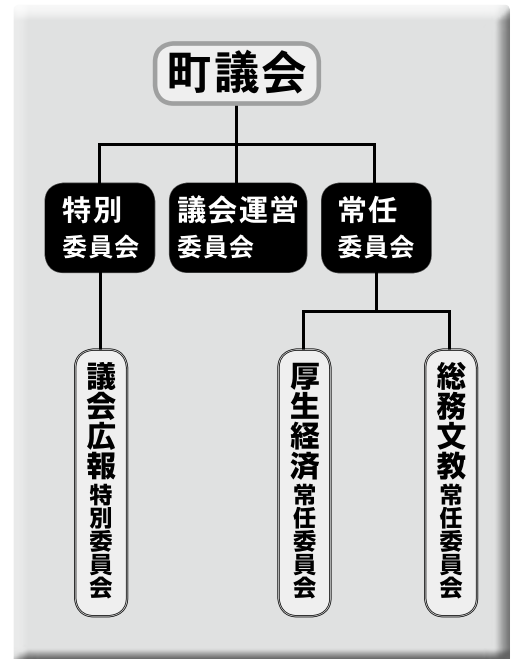 町議会
特別
委員会
議会運営
委員会
常任
委員会
議会広報特別委員会
厚生経済常任委員会
総務文教常任委員会